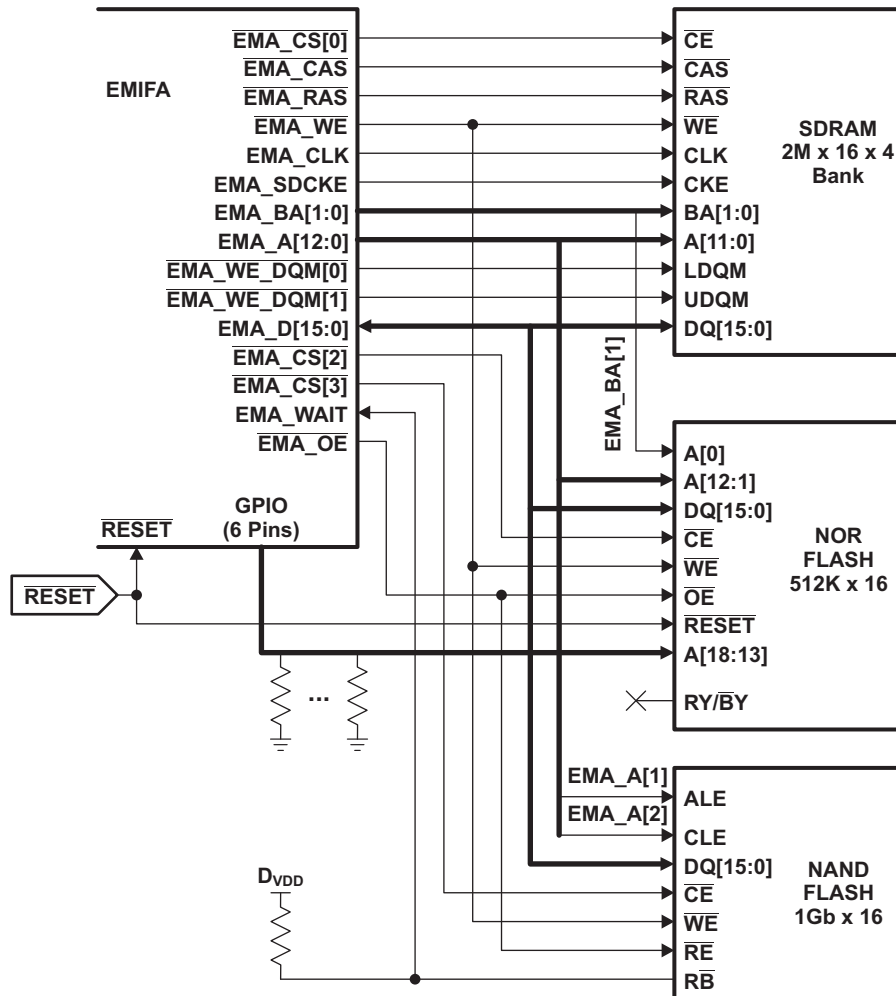 EMIFA
EMA_CS[0]
EMA_CAS
EMA_RAS
EMA_WE
EMA_CLK
EMA_SDCKE
EMA_BA[1:0]
EMA_A[12:0]
EMA_WE_DQM[0]
EMA_WE_DQM[1]
EMA_D[15:0]
EMA_CS[2]
EMA_CS[3]
EMA_WAIT
EMA_OE
GPIO
(6 Pins)
RESET
RESET
CE
CAS
RAS
WE
CLK
CKE
BA[1:0]
A[11:0]
LDQM
UDQM
DQ[15:0]
SDRAM
2M x 16 x 4
Bank
EMA_BA[1]
A[0]
A[12:1]
DQ[15:0]
CE
WE
OE
RESET
A[18:13]
RY/BY
NOR
FLASH
512K x 16
...
EMA_A[1]
EMA_A[2]
ALE
CLE
DQ[15:0]
CE
WE
RE
RB
NAND
FLASH
1Gb x 16
DVDD